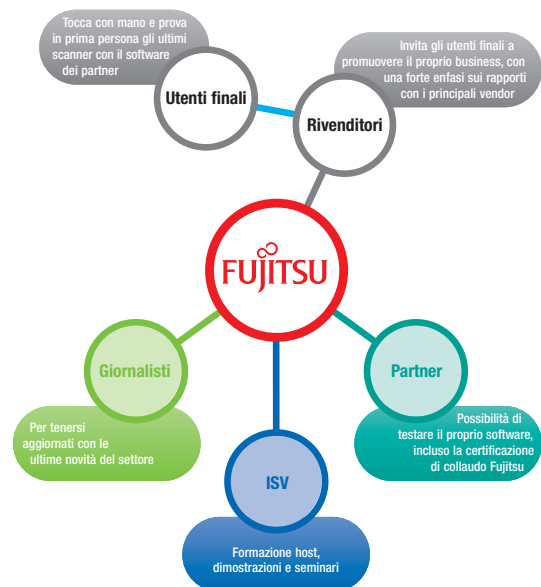 Tocca con mano e prova
in prima persona gli ultimi
scanner con il software
dei partner
Utenti finali
Invita gli utenti finali a
promuovere il proprio business, con
una forte enfasi sui rapporti
con i principali vendor
Rivenditori
FUJITSU
Giornalisti
Per tenersi
aggiornati con le
ultime novità del settore
Partner
Possibilità di
testare il proprio software,
incluso la certificazione
di collaudo Fujitsu
ISV
Formazione host,
dimostrazioni e seminari